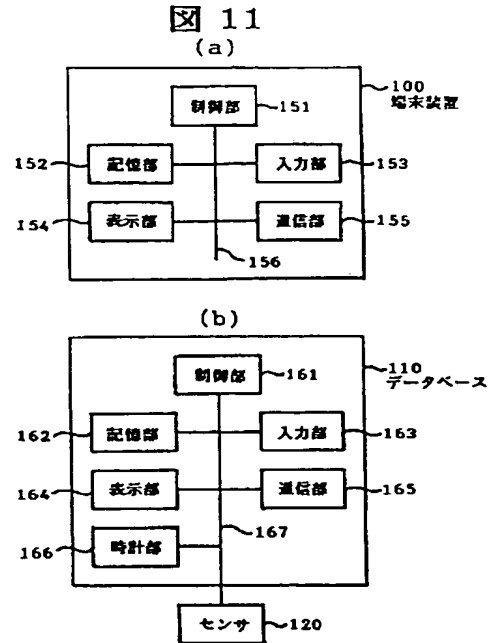 図 11
(a)
100
端末装置
制御部 151
152 記憶部 入力部 153
154 表示部 通信部 155
156
(b)
110
データベース
制御部 161
162 記憶部 入力部 163
164 表示部 通信部 165
166 時計部 167
センサ 120